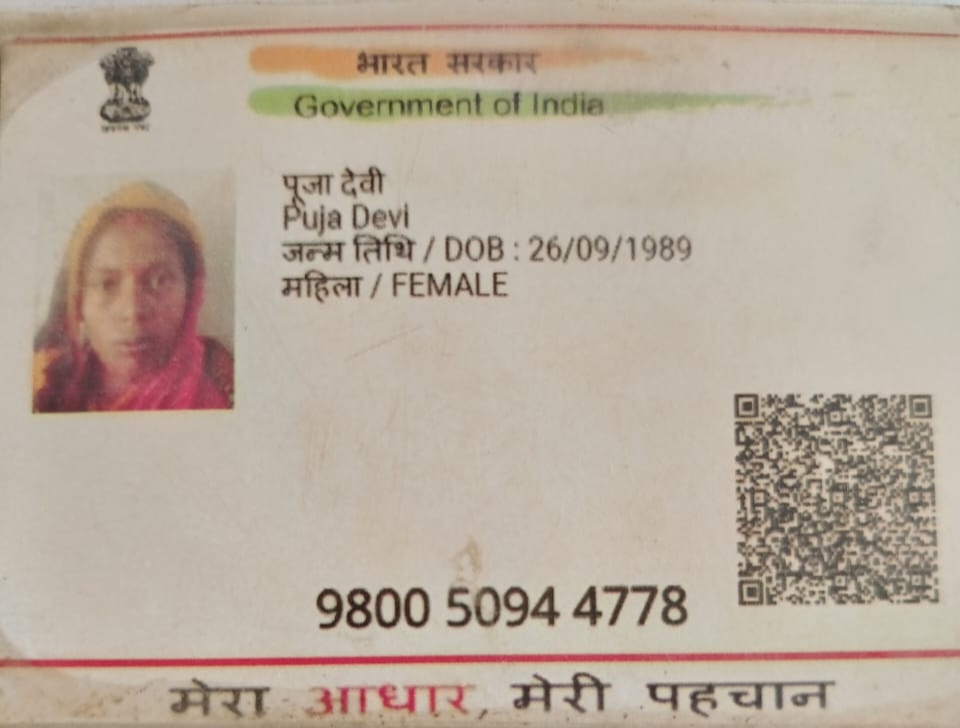 भारत सरकार
Government of India
पूजा देवी
Puja Devi
जन्म तिथि / DOB : 26/09/1989
महिला / FEMALE
9800 5094 4778
मेरा आधार, मेरी पहचान